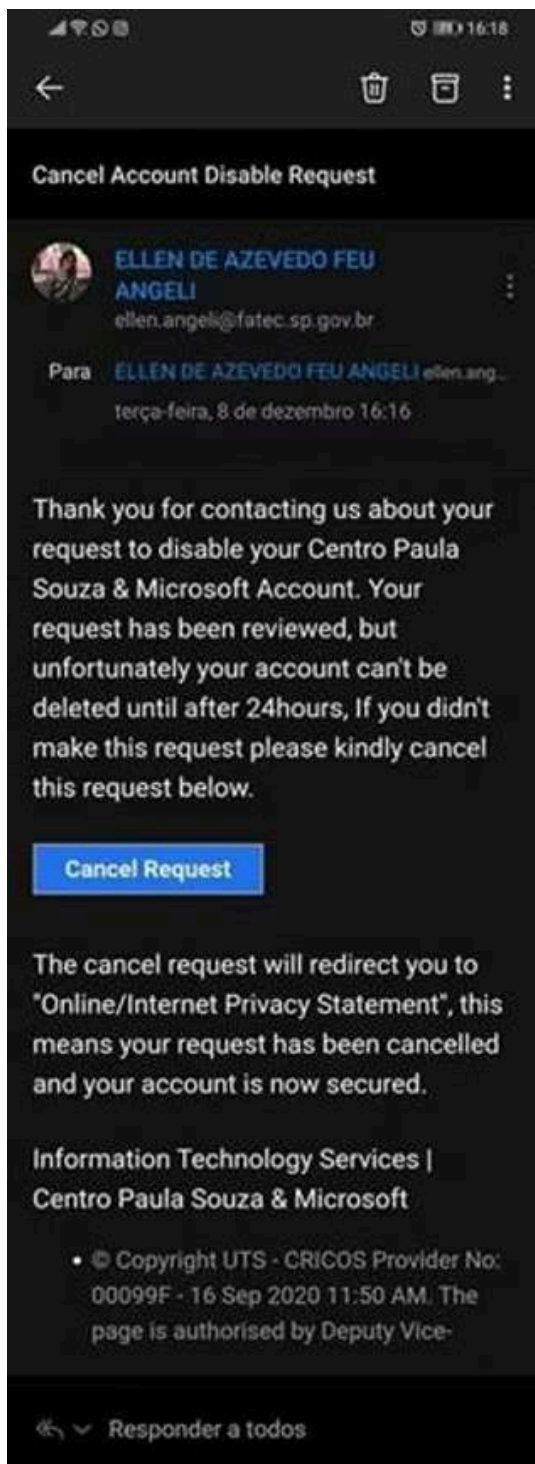 16:18
Cancel Account Disable Request
ELLEN DE AZEVEDO FEU
ANGELI
ellen.angeli@fatec.sp.gov.br
Para ELLEN DE AZEVEDO FEU ANGELI ellen.ang...
terça-feira, 8 de dezembro 16:16
Thank you for contacting us about your
request to disable your Centro Paula
Souza & Microsoft Account. Your
request has been reviewed, but
unfortunately your account can't be
deleted until after 24hours, If you didn't
make this request please kindly cancel
this request below.
Cancel Request
The cancel request will redirect you to
"Online/Internet Privacy Statement", this
means your request has been cancelled
and your account is now secured.
Information Technology Services |
Centro Paula Souza & Microsoft
• © Copyright UTS - CRICOS Provider No:
00099F - 16 Sep 2020 11:50 AM. The
page is authorised by Deputy Vice-
Responder a todos